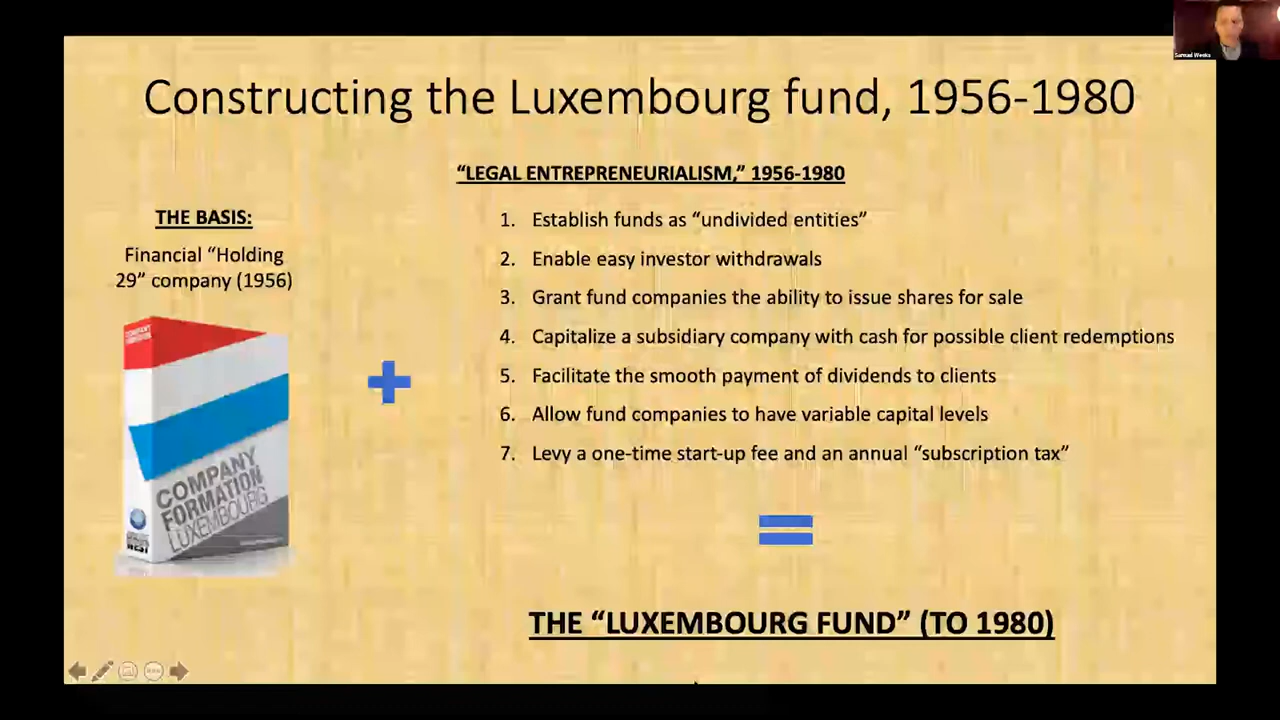 Constructing the Luxembourg fund, 1956-1980
“LEGAL ENTREPRENEURIALISM,” 1956-1980
THE BASIS:
Financial “Holding
29” company (1956)
COMPANY
FORMATION
LUXEMBOURG
1. Establish funds as “undivided entities”
2. Enable easy investor withdrawals
3. Grant fund companies the ability to issue shares for sale
4. Capitalize a subsidiary company with cash for possible client redemptions
5. Facilitate the smooth payment of dividends to clients
6. Allow fund companies to have variable capital levels
7. Levy a one-time start-up fee and an annual “subscription tax”
THE “LUXEMBOURG FUND” (TO 1980)
Samuel Weeks